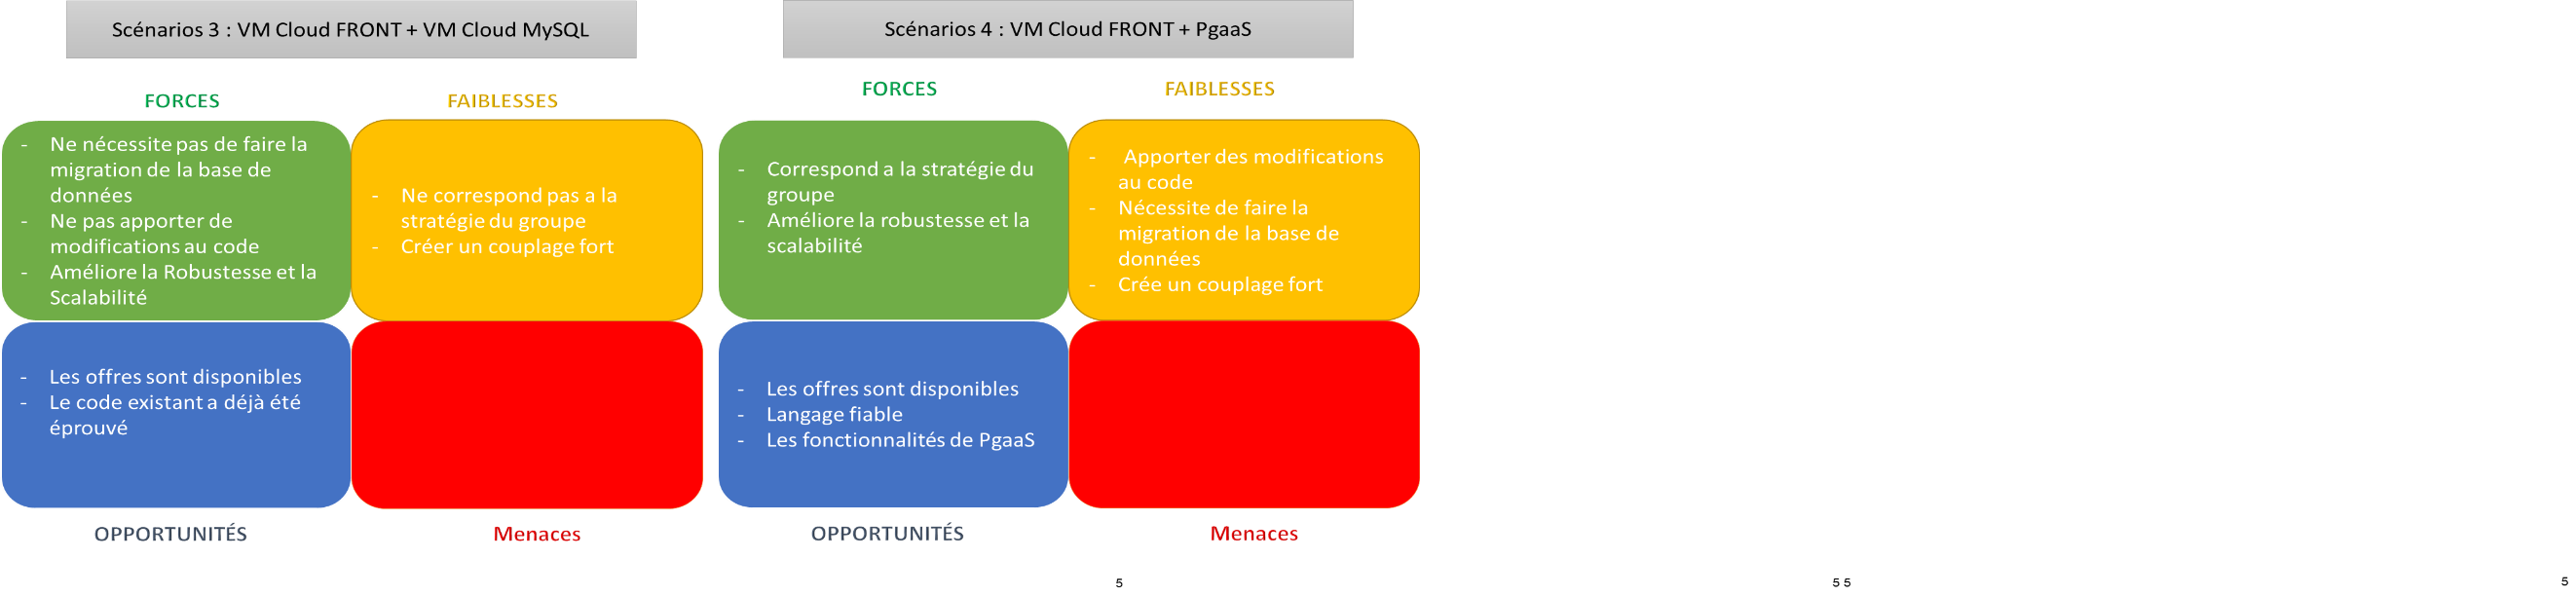 Scénarios 3 : VM Cloud FRONT + VM Cloud MySQL
FORCES
FAIBLESSES
- Ne nécessite pas de faire la
migration de la base de
données
- Ne pas apporter de
modifications au code
- Améliore la Robustesse et la
Scalabilité
- Ne correspond pas a la
stratégie du groupe
- Créer un couplage fort
- Les offres sont disponibles
- Le code existant a déjà été
éprouvé
OPPORTUNITÉS
Menaces
Scénarios 4 : VM Cloud FRONT + PgaaS
FORCES
FAIBLESSES
- Correspond a la stratégie du
groupe
- Améliore la robustesse et la
scalabilité
- Apporter des modifications
au code
- Nécessite de faire la
migration de la base de
données
- Crée un couplage fort
- Les offres sont disponibles
- Langage fiable
- Les fonctionnalités de PgaaS
OPPORTUNITÉS
Menaces
5
5 5
5